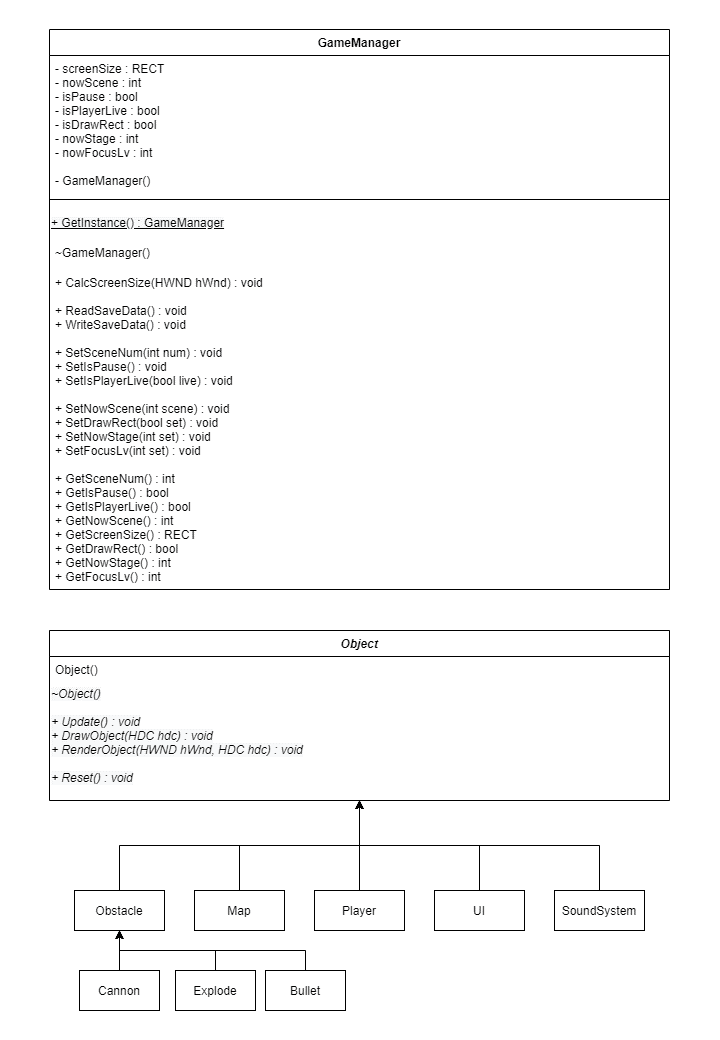 GameManager
- screenSize : RECT
- nowScene : int
- isPause : bool
- isPlayerLive : bool
- isDrawRect : bool
- nowStage : int
- nowFocusLv : int
- GameManager()
+ GetInstance() : GameManager
~GameManager()
+ CalcScreenSize(HWND hWnd) : void
+ ReadSaveData() : void
+ WriteSaveData() : void
+ SetSceneNum(int num) : void
+ SetIsPause() : void
+ SetIsPlayerLive(bool live) : void
+ SetNowScene(int scene) : void
+ SetDrawRect(bool set) : void
+ SetNowStage(int set) : void
+ SetFocusLv(int set) : void
+ GetSceneNum() : int
+ GetIsPause() : bool
+ GetIsPlayerLive() : bool
+ GetNowScene() : int
+ GetScreenSize() : RECT
+ GetDrawRect() : bool
+ GetNowStage() : int
+ GetFocusLv() : int
Object
Object()
~Object()
+ Update() : void
+ DrawObject(HDC hdc) : void
+ RenderObject(HWND hWnd, HDC hdc) : void
+ Reset() : void
Obstacle
Map
Player
UI
SoundSystem
Cannon
Explode
Bullet